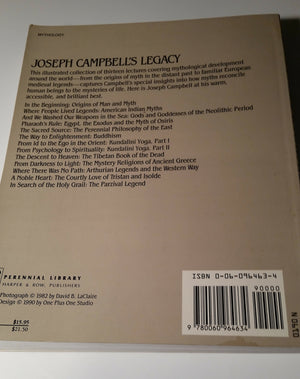 MYTHOLOGY
JOSEPH CAMPBELL'S LEGACY
This illustrated collection of thirteen lectures covering mythological development
around the world—from the origins of myth in the distant past to familiar European
medieval legends—captures Campbell's special insights into how myths reconcile
human beings to the mysteries of life. Here is Joseph Campbell at his warm,
accessible, and brilliant best.
In the Beginning: Origins of Man and Myth
Where People Lived Legends: American Indian Myths
And We Washed Our Weapons in the Sea: Gods and Goddesses of the Neolithic Period
Pharaoh's Rule: Egypt, the Exodus and the Myth of Osiris
The Sacred Source: The Perennial Philosophy of the East
The Way to Enlightenment: Buddhism
From Id to the Ego in the Orient: Kundalini Yoga, Part I
From Psychology to Spirituality: Kundalini Yoga, Part II
The Descent to Heaven: The Tibetan Book of the Dead
From Darkness to Light: The Mystery Religions of Ancient Greece
Where There Was No Path: Arthurian Legends and the Western Way
A Noble Heart: The Courtly Love of Tristan and Isolde
In Search of the Holy Grail: The Parzival Legend
PERENNIAL LIBRARY
HARPER & ROW, PUBLISHERS
Photograph © 1982 by David B. LaClaire
Design © 1990 by One Plus One Studio
$15.95
$21.50
ISBN 0-06-096463-4
90000
9 780060 964634
0190 N